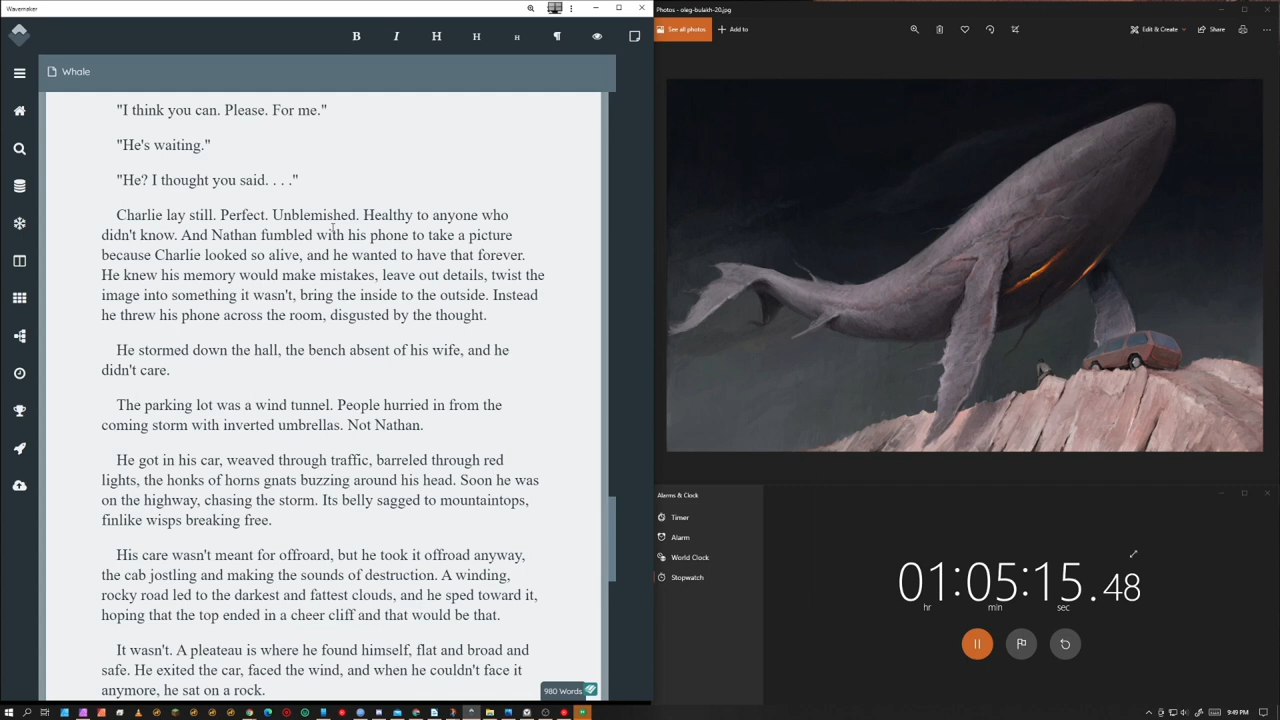 Wavemaker
B I H H H ¶
Whale
"I think you can. Please. For me."
"He's waiting."
"He? I thought you said. . . ."
Charlie lay still. Perfect. Unblemished. Healthy to anyone who
didn't know. And Nathan fumbled with his phone to take a picture
because Charlie looked so alive, and he wanted to have that forever.
He knew his memory would make mistakes, leave out details, twist the
image into something it wasn't, bring the inside to the outside. Instead
he threw his phone across the room, disgusted by the thought.
He stormed down the hall, the bench absent of his wife, and he
didn't care.
The parking lot was a wind tunnel. People hurried in from the
coming storm with inverted umbrellas. Not Nathan.
He got in his car, weaved through traffic, barreled through red
lights, the honks of horns gnats buzzing around his head. Soon he was
on the highway, chasing the storm. Its belly sagged to mountaintops,
finlike wisps breaking free.
His care wasn't meant for offroard, but he took it offroad anyway,
the cab jostling and making the sounds of destruction. A winding,
rocky road led to the darkest and fattest clouds, and he sped toward it,
hoping that the top ended in a cheer cliff and that would be that.
It wasn't. A pleateau is where he found himself, flat and broad and
safe. He exited the car, faced the wind, and when he couldn't face it
anymore, he sat on a rock.
980 Words
Photos - oleg-bulakh-20.jpg
See all photos
Add to
Edit & Create
Share
Alarms & Clock
Timer
Alarm
World Clock
Stopwatch
01:05:15.48
hr min sec
9:49 PM